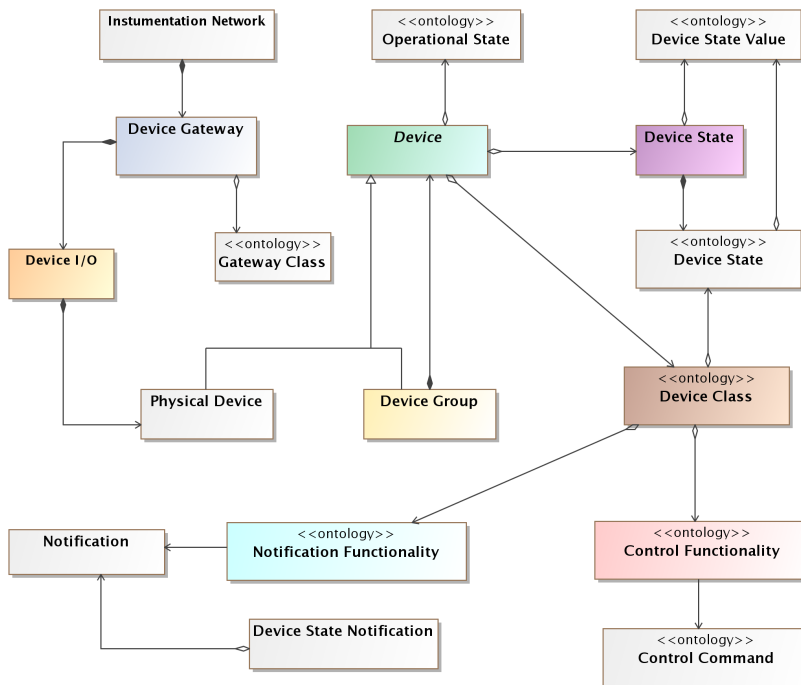 Instumentation Network
<<ontology>>
Operational State
<<ontology>>
Device State Value
Device Gateway
Device
Device State
<<ontology>>
Gateway Class
<<ontology>>
Device State
Device I/O
<<ontology>>
Device Class
Physical Device
Device Group
Notification
<<ontology>>
Notification Functionality
<<ontology>>
Control Functionality
Device State Notification
<<ontology>>
Control Command